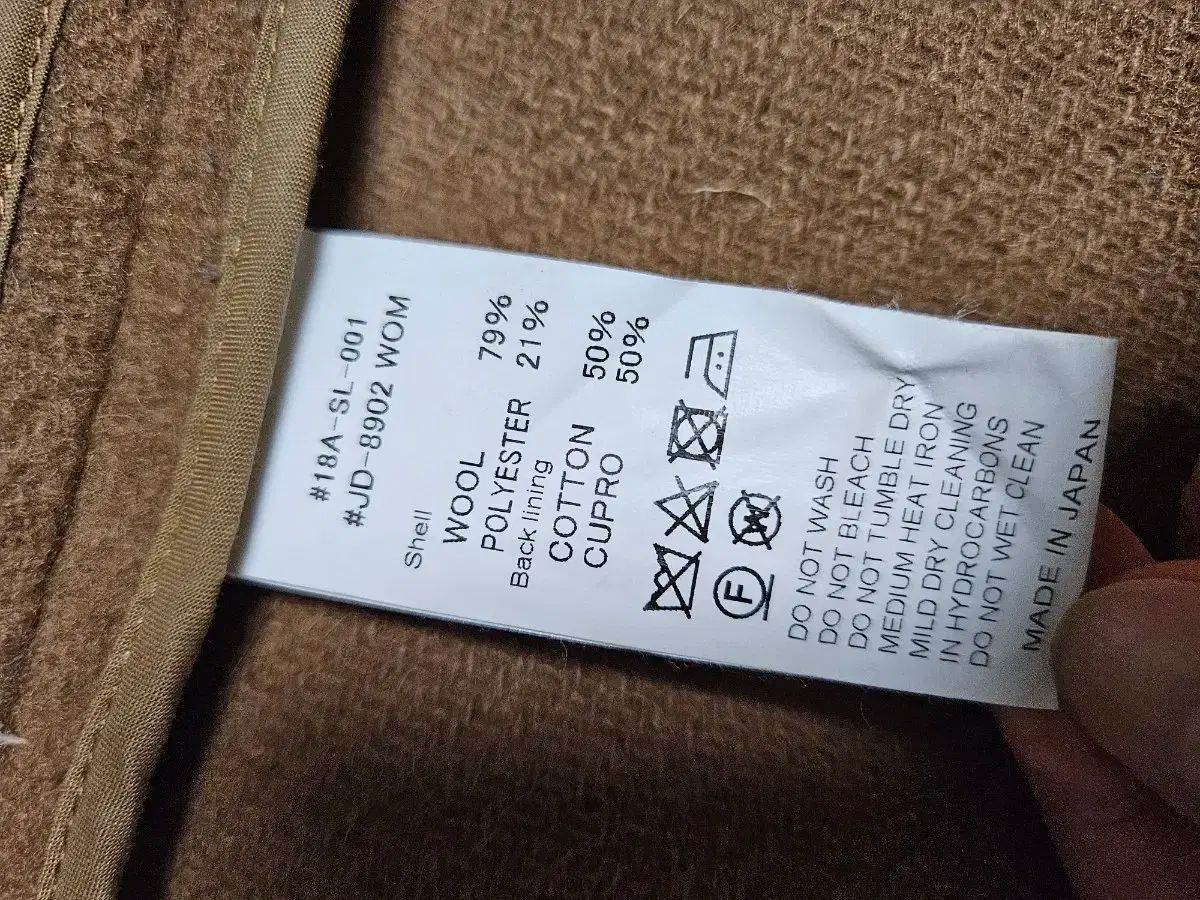 #18A-SL-001
#JD-8902 WOM
Shell
WOOL 79%
POLYESTER 21%
Back lining
COTTON 50%
CUPRO 50%
F W
DO NOT WASH
DO NOT BLEACH
DO NOT TUMBLE DRY
MEDIUM HEAT IRON
MILD DRY CLEANING
IN HYDROCARBONS
DO NOT WET CLEAN
MADE IN JAPAN